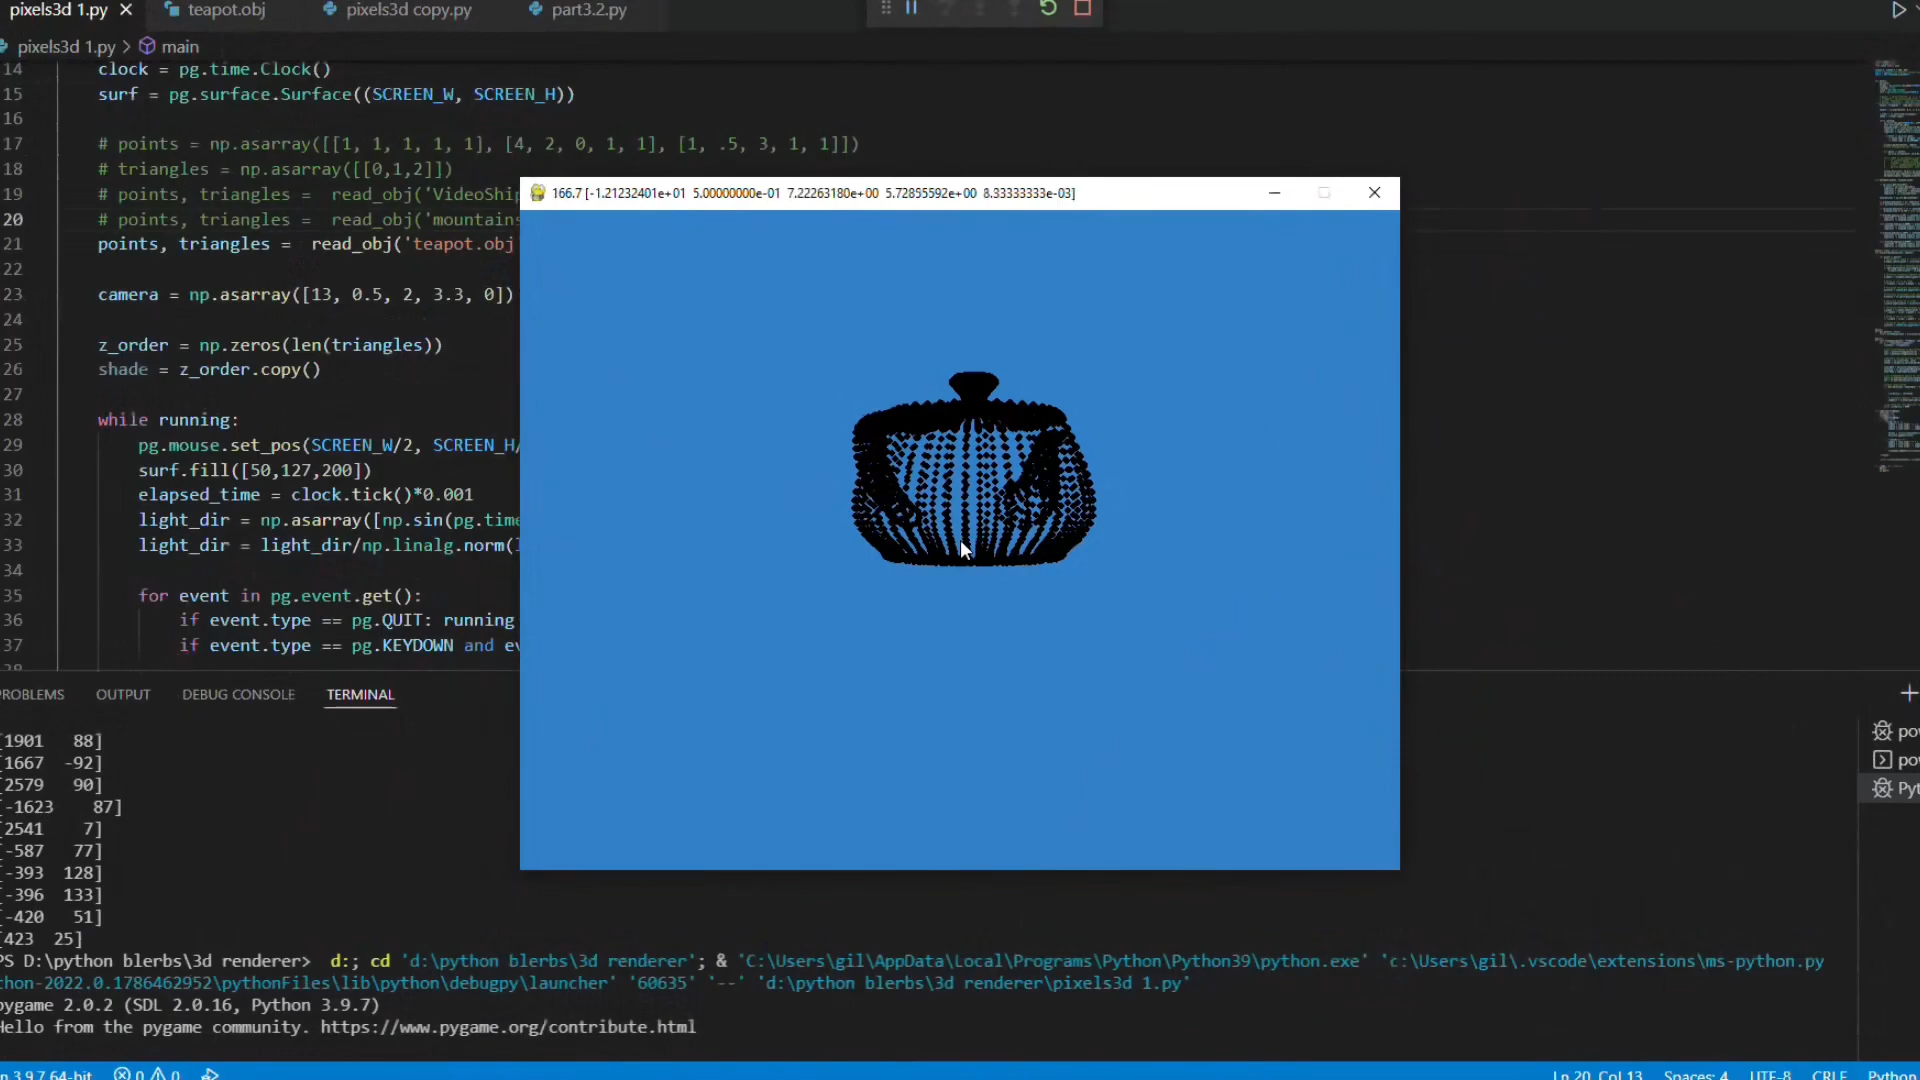 pixels3d 1.py
teapot.obj
pixels3d copy.py
part3.2.py
pixels3d 1.py > main
14 clock = pg.time.Clock()
15 surf = pg.surface.Surface((SCREEN_W, SCREEN_H))
16
17 # points = np.asarray([[1, 1, 1, 1, 1], [4, 2, 0, 1, 1], [1, .5, 3, 1, 1]])
18 # triangles = np.asarray([[0,1,2]])
19 # points, triangles =  read_obj('VideoShip
20 # points, triangles =  read_obj('mountains
21 points, triangles =  read_obj('teapot.obj'
22
23 camera = np.asarray([13, 0.5, 2, 3.3, 0])
24
25 z_order = np.zeros(len(triangles))
26 shade = z_order.copy()
27
28 while running:
29 pg.mouse.set_pos(SCREEN_W/2, SCREEN_H/
30 surf.fill([50,127,200])
31 elapsed_time = clock.tick()*0.001
32 light_dir = np.asarray([np.sin(pg.time
33 light_dir = light_dir/np.linalg.norm(l
34
35 for event in pg.event.get():
36 if event.type == pg.QUIT: running
37 if event.type == pg.KEYDOWN and ev
166.7 [-1.21232401e+01 5.00000000e-01 7.22263180e+00 5.72855592e+00 8.33333333e-03]
ROBLEMS OUTPUT DEBUG CONSOLE TERMINAL
[1901 88]
[1667 -92]
[2579 90]
[-1623 87]
[2541 7]
[-587 77]
[-393 128]
[-396 133]
[-420 51]
[423 25]
PS D:\python blerbs\3d renderer>  d:; cd 'd:\python blerbs\3d renderer'; & 'C:\Users\gil\AppData\Local\Programs\Python\Python39\python.exe' 'c:\Users\gil\.vscode\extensions\ms-python.py
thon-2022.0.1786462952\pythonFiles\lib\python\debugpy\launcher' '60635' '--' 'd:\python blerbs\3d renderer\pixels3d 1.py'
pygame 2.0.2 (SDL 2.0.16, Python 3.9.7)
Hello from the pygame community. https://www.pygame.org/contribute.html
pow
pow
Pyt
n 3.9.7 64-bit 0 0 Ln 20, Col 13 Spaces: 4 UTF-8 CRLF Python